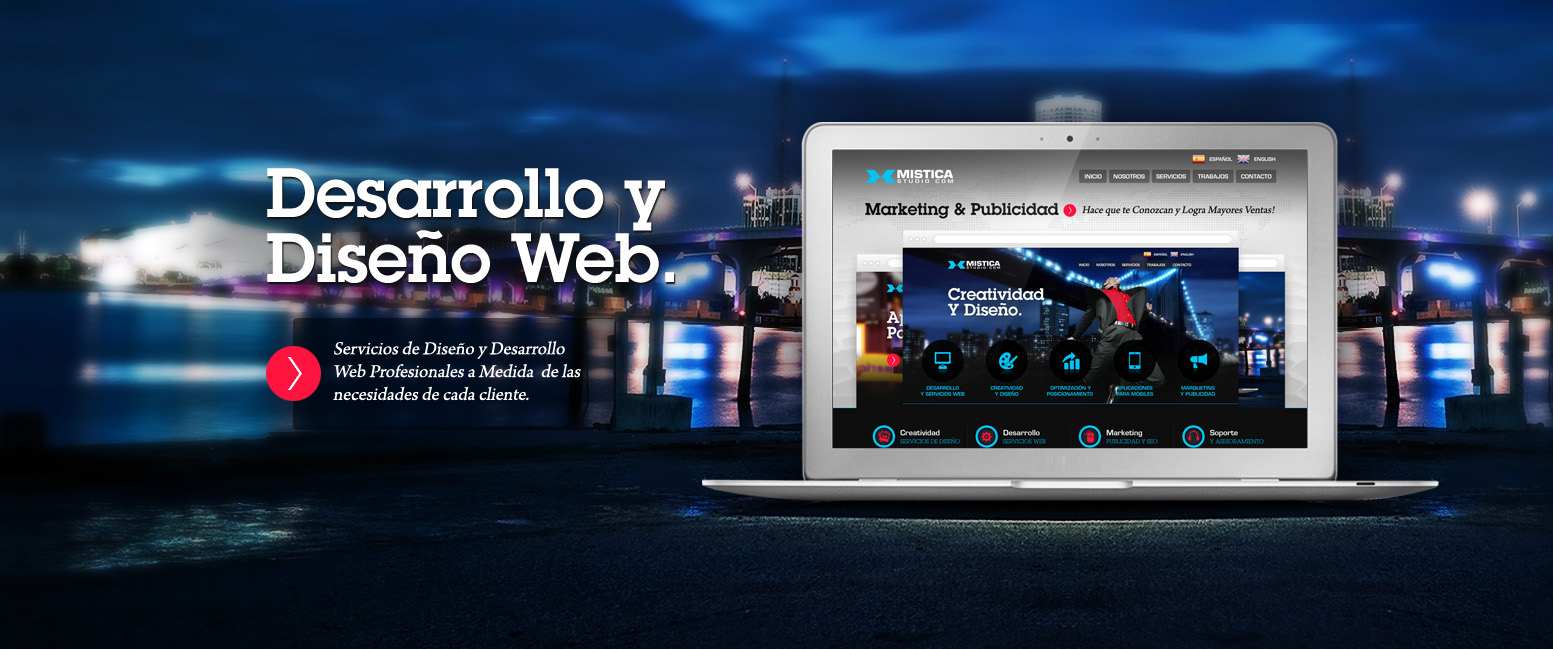 Desarrollo y
Diseño Web.
Servicios de Diseño y Desarrollo
Web Profesionales a Medida de las
necesidades de cada cliente.
ESPAÑOL ENGLISH
MISTICA
STUDIO COM
INICIO NOSOTROS SERVICIOS TRABAJOS CONTACTO
Marketing & Publicidad Hace que te Conozcan y Logra Mayores Ventas!
ESPAÑOL ENGLISH
MISTICA
STUDIO COM
INICIO NOSOTROS SERVICIOS TRABAJOS CONTACTO
Creatividad
Y Diseño.
DESARROLLO
Y SERVICIOS WEB
CREATIVIDAD
Y DISEÑO
OPTIMIZACIÓN Y
POSICIONAMIENTO
APLICACIONES
PARA MOBILES
MARQUETING
Y PUBLICIDAD
Creatividad
SERVICIOS DE DISEÑO
Desarrollo
SERVICIOS WEB
Marketing
PUBLICIDAD Y SEO
Soporte
Y ASESORAMIENTO